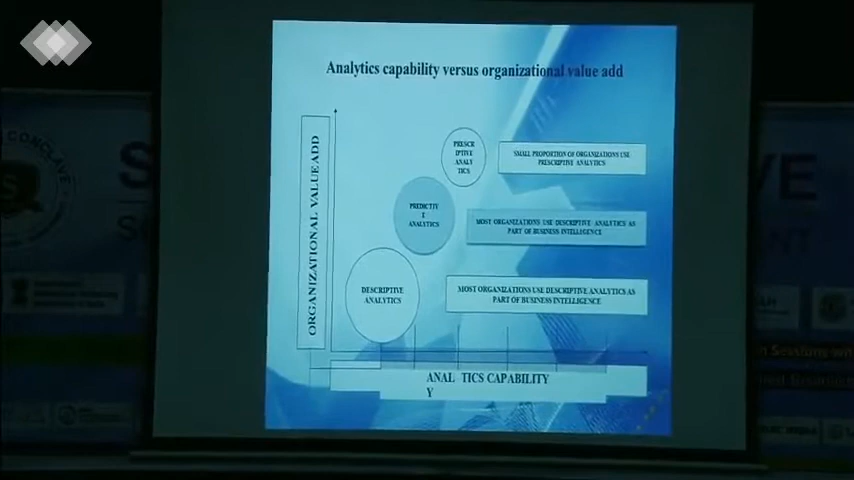 Analytics capability versus organizational value add
ORGANIZATIONAL VALUE ADD
PRESCR
IPTIVE
ANALY
TICS
SMALL PROPORTION OF ORGANIZATIONS USE
PRESCRIPTIVE ANALYTICS
PREDICTIV
E
ANALYTICS
MOST ORGANIZATIONS USE DESCRIPTIVE ANALYTICS AS
PART OF BUSINESS INTELLIGENCE
DESCRIPTIVE
ANALYTICS
MOST ORGANIZATIONS USE DESCRIPTIVE ANALYTICS AS
PART OF BUSINESS INTELLIGENCE
ANAL TICS CAPABILITY
Y
CONCLAVE
S